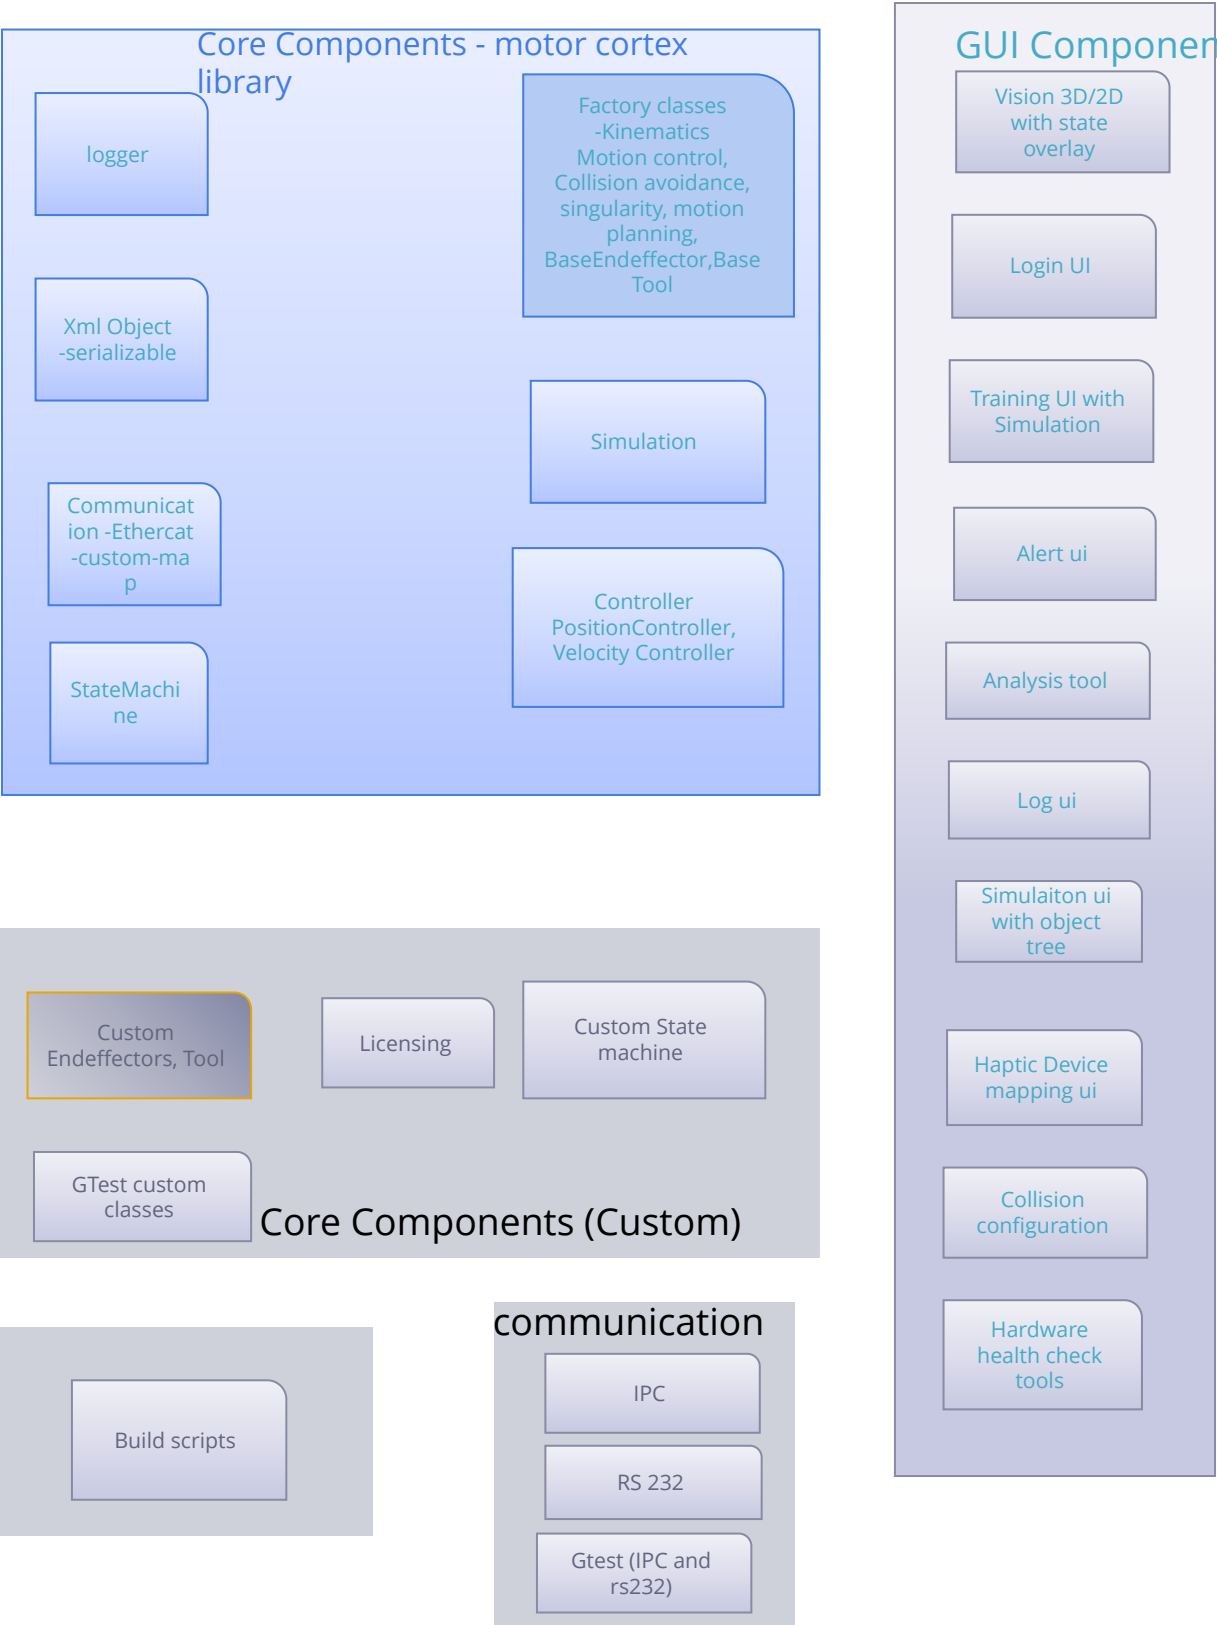 Core Components - motor cortex
library
logger
Xml Object
-serializable
Communicat
ion -Ethercat
-custom-ma
p
StateMachi
ne
Factory classes
-Kinematics
Motion control,
Collision avoidance,
singularity, motion
planning,
BaseEndeffector,Base
Tool
Simulation
Controller
PositionController,
Velocity Controller
GUI Componen
Vision 3D/2D
with state
overlay
Login UI
Training UI with
Simulation
Alert ui
Analysis tool
Log ui
Simulaiton ui
with object
tree
Haptic Device
mapping ui
Collision
configuration
Hardware
health check
tools
Custom
Endeffectors, Tool
Licensing
Custom State
machine
GTest custom
classes
Core Components (Custom)
Build scripts
communication
IPC
RS 232
Gtest (IPC and
rs232)